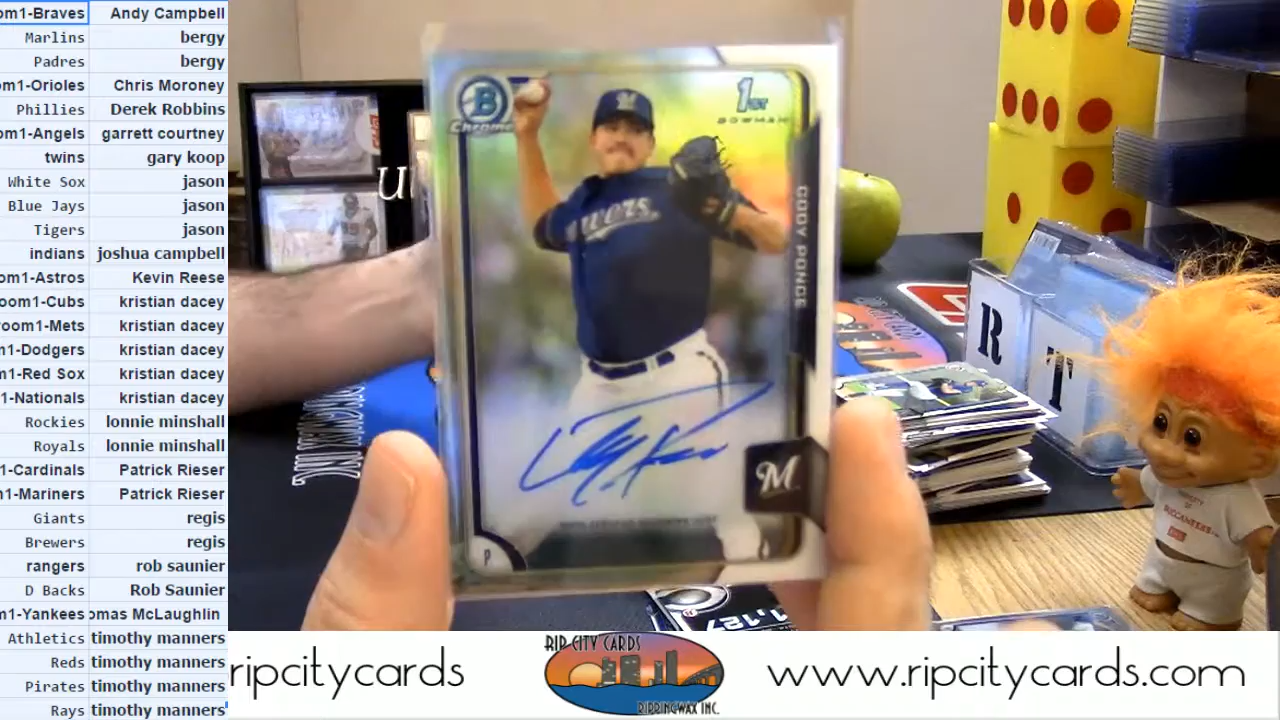 om1-Braves Andy Campbell
Marlins bergy
Padres bergy
om1-Orioles Chris Moroney
Phillies Derek Robbins
om1-Angels garrett courtney
twins gary koop
White Sox jason
Blue Jays jason
Tigers jason
indians joshua campbell
om1-Astros Kevin Reese
oom1-Cubs kristian dacey
room1-Mets kristian dacey
m1-Dodgers kristian dacey
m1-Red Sox kristian dacey
1-Nationals kristian dacey
Rockies lonnie minshall
Royals lonnie minshall
1-Cardinals Patrick Rieser
n1-Mariners Patrick Rieser
Giants regis
Brewers regis
rangers rob saunier
D Backs Rob Saunier
m1-Yankees omas McLaughlin
Athletics timothy manners
Reds timothy manners
Pirates timothy manners
Rays timothy manners
B
Chrome
1ST
BOWMAN
CODY PONCE
M
P
u
R
T
ripcitycards
RIP CITY CARDS
RIPPINGWAX INC.
www.ripcitycards.com